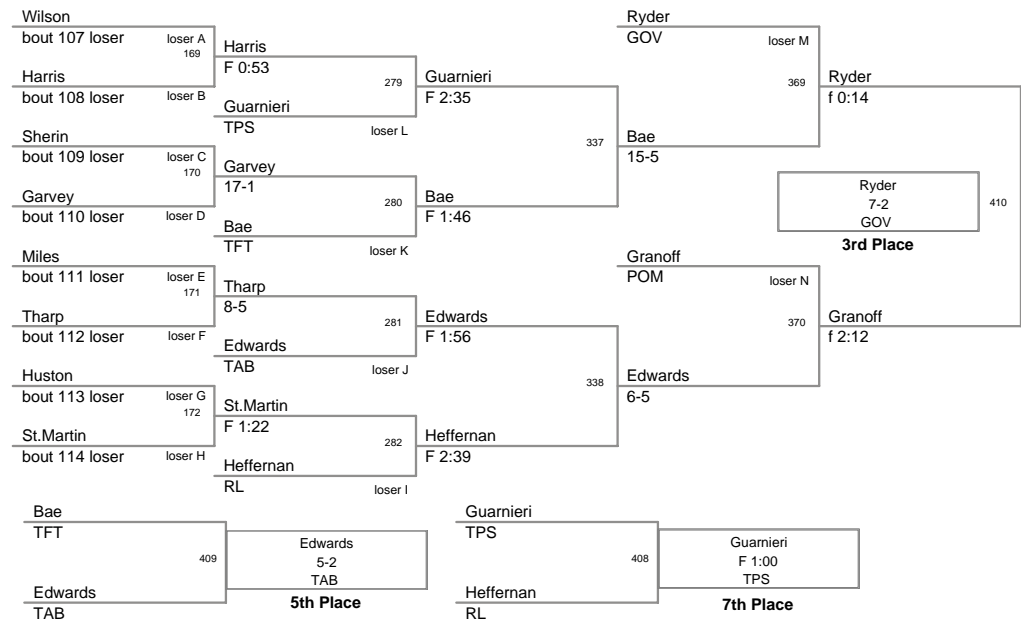 Wilson
bout 107 loser
loser A
169
Harris
bout 108 loser
loser B
Harris
F 0:53
279
Guarnieri
TPS
loser L
Guarnieri
F 2:35
Sherin
bout 109 loser
loser C
170
Garvey
bout 110 loser
loser D
Garvey
17-1
280
Bae
TFT
loser K
Bae
F 1:46
337
Ryder
GOV
loser M
369
Bae
15-5
Ryder
f 0:14
Miles
bout 111 loser
loser E
171
Tharp
bout 112 loser
loser F
Tharp
8-5
281
Edwards
TAB
loser J
Edwards
F 1:56
Huston
bout 113 loser
loser G
172
St.Martin
bout 114 loser
loser H
St.Martin
F 1:22
282
Heffernan
RL
loser I
Heffernan
F 2:39
338
Granoff
POM
loser N
370
Edwards
6-5
Granoff
f 2:12
Ryder
7-2
GOV
410
3rd Place
Bae
TFT
409
Edwards
TAB
Edwards
5-2
TAB
5th Place
Guarnieri
TPS
408
Heffernan
RL
Guarnieri
F 1:00
TPS
7th Place